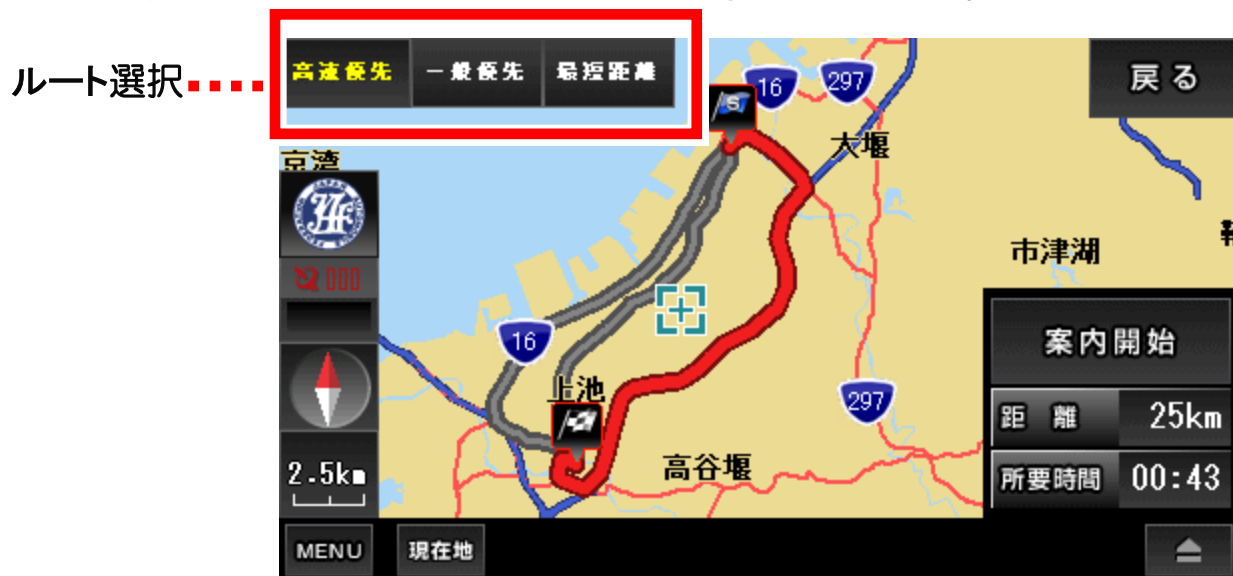 ルート選択
高速優先 一般優先 最短距離
戻る
16
297
大堰
京湾
市津湖
16
案内開始
上池
297
距離 25km
高谷堰
2.5km
所要時間 00:43
MENU 現在地